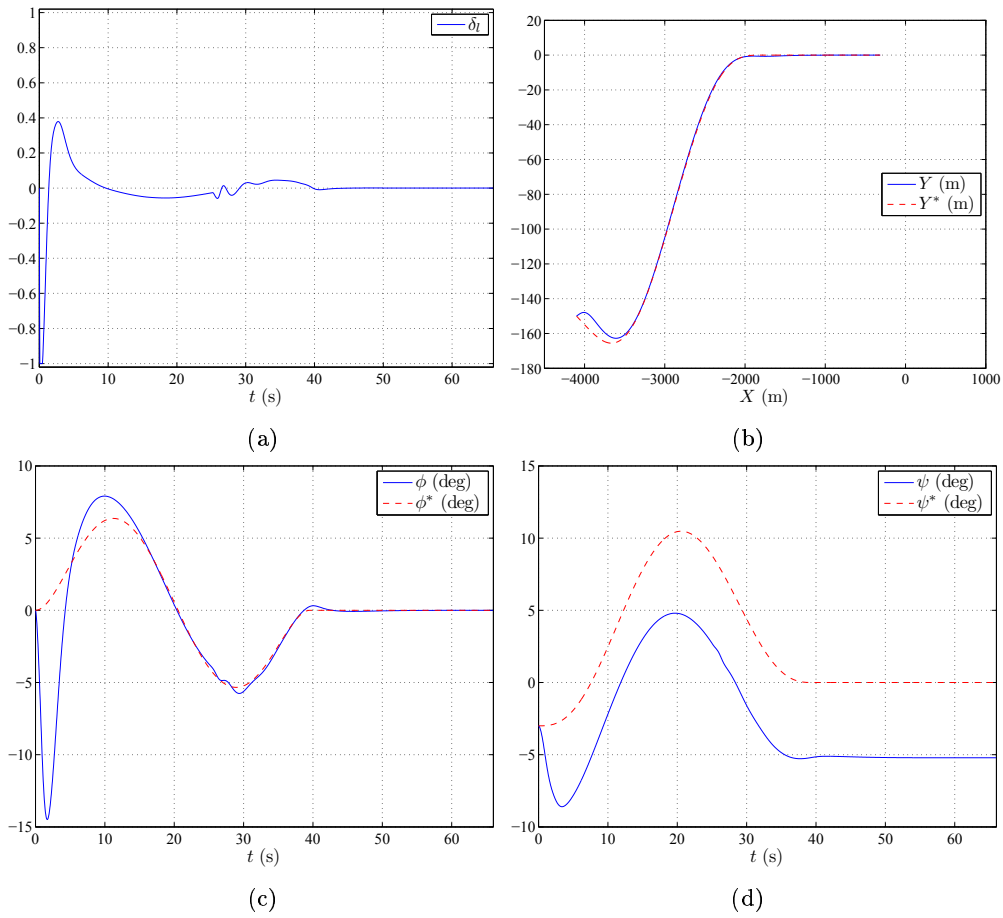 1
0.8
0.6
0.4
0.2
0
−0.2
−0.4
−0.6
−0.8
−1
0 10 20 30 40 50 60
t (s)
δl
(a)
20
0
−20
−40
−60
−80
−100
−120
−140
−160
−180
−4000 −3000 −2000 −1000 0 1000
X (m)
Y (m)
Y* (m)
(b)
10
5
0
−5
−10
−15
0 10 20 30 40 50 60
t (s)
ϕ (deg)
ϕ* (deg)
(c)
15
10
5
0
−5
−10
0 10 20 30 40 50 60
t (s)
ψ (deg)
ψ* (deg)
(d)